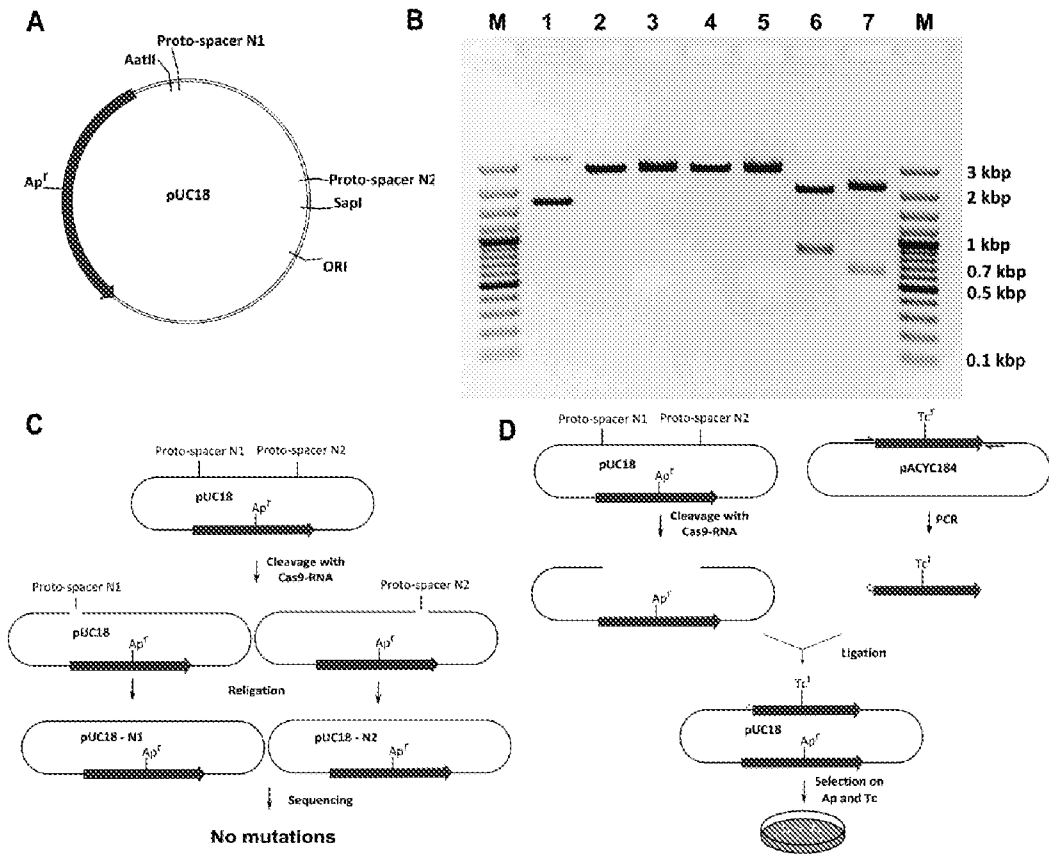 A
Proto-spacer N1
AatII
Apr
pUC18
Proto-spacer N2
SapI
ORI
B
M 1 2 3 4 5 6 7 M
3 kbp
2 kbp
1 kbp
0.7 kbp
0.5 kbp
0.1 kbp
C
Proto-spacer N1 Proto-spacer N2
pUC18
Apr
Cleavage with
Cas9-RNA
Proto-spacer N1 Proto-spacer N2
pUC18
Apr Apr
Religation
pUC18 - N1 pUC18 - N2
Apr Apr
Sequencing
No mutations
D
Proto-spacer N1 Proto-spacer N2
pUC18
Apr
Tcr
pACYC184
Cleavage with
Cas9-RNA
PCR
Apr
Tcr
Ligation
Tcr
pUC18
Apr
Selection on
Ap and Tc